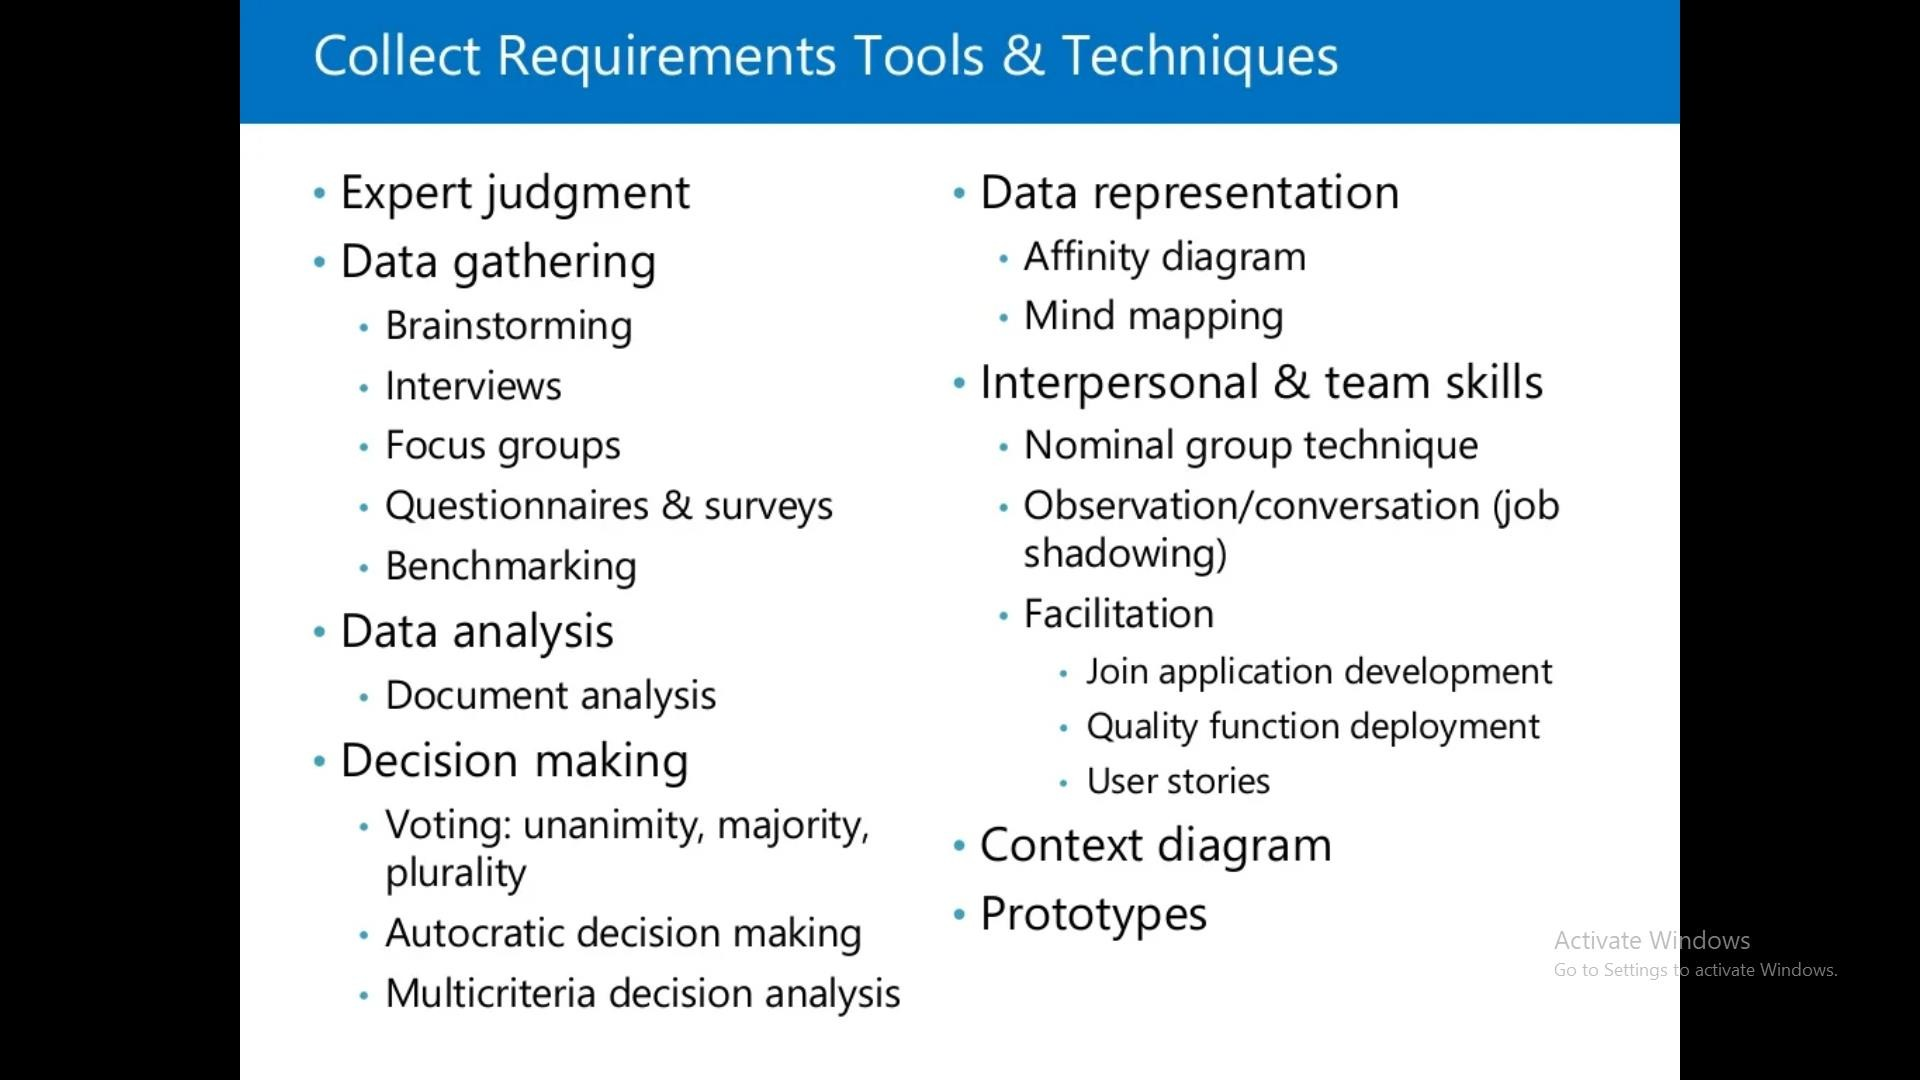 Collect Requirements Tools & Techniques
• Expert judgment
• Data gathering
• Brainstorming
• Interviews
• Focus groups
• Questionnaires & surveys
• Benchmarking
• Data analysis
• Document analysis
• Decision making
• Voting: unanimity, majority,
plurality
• Autocratic decision making
• Multicriteria decision analysis
• Data representation
• Affinity diagram
• Mind mapping
• Interpersonal & team skills
• Nominal group technique
• Observation/conversation (job
shadowing)
• Facilitation
• Join application development
• Quality function deployment
• User stories
• Context diagram
• Prototypes
Activate Windows
Go to Settings to activate Windows.